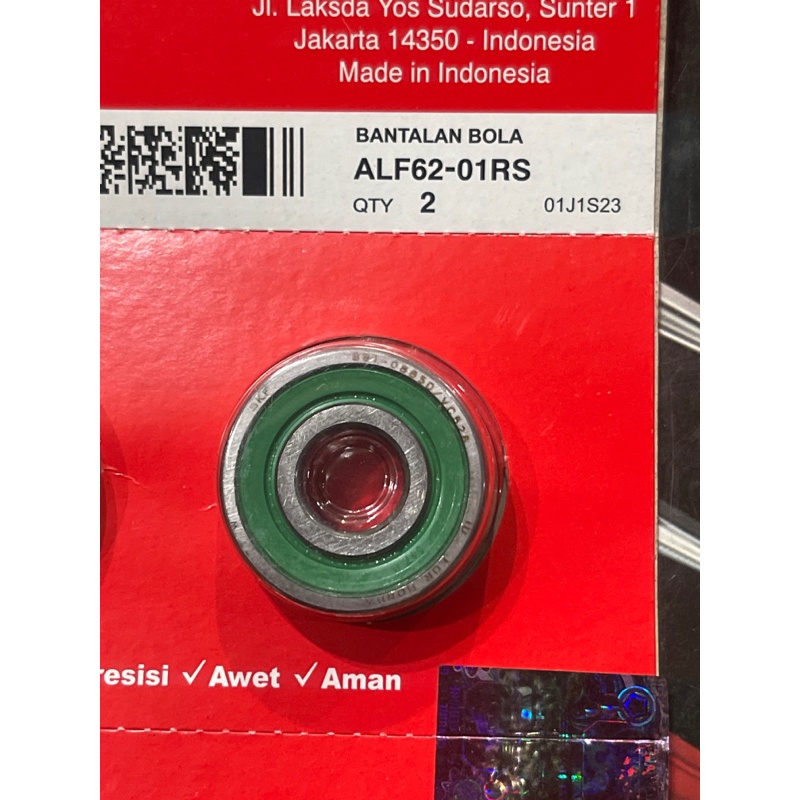 Jl. Laksda Yos Sudarso, Sunter 1
Jakarta 14350 - Indonesia
Made in Indonesia
BANTALAN BOLA
ALF62-01RS
QTY 2 01J1S23
SKF
resisi ✓Awet ✓Aman